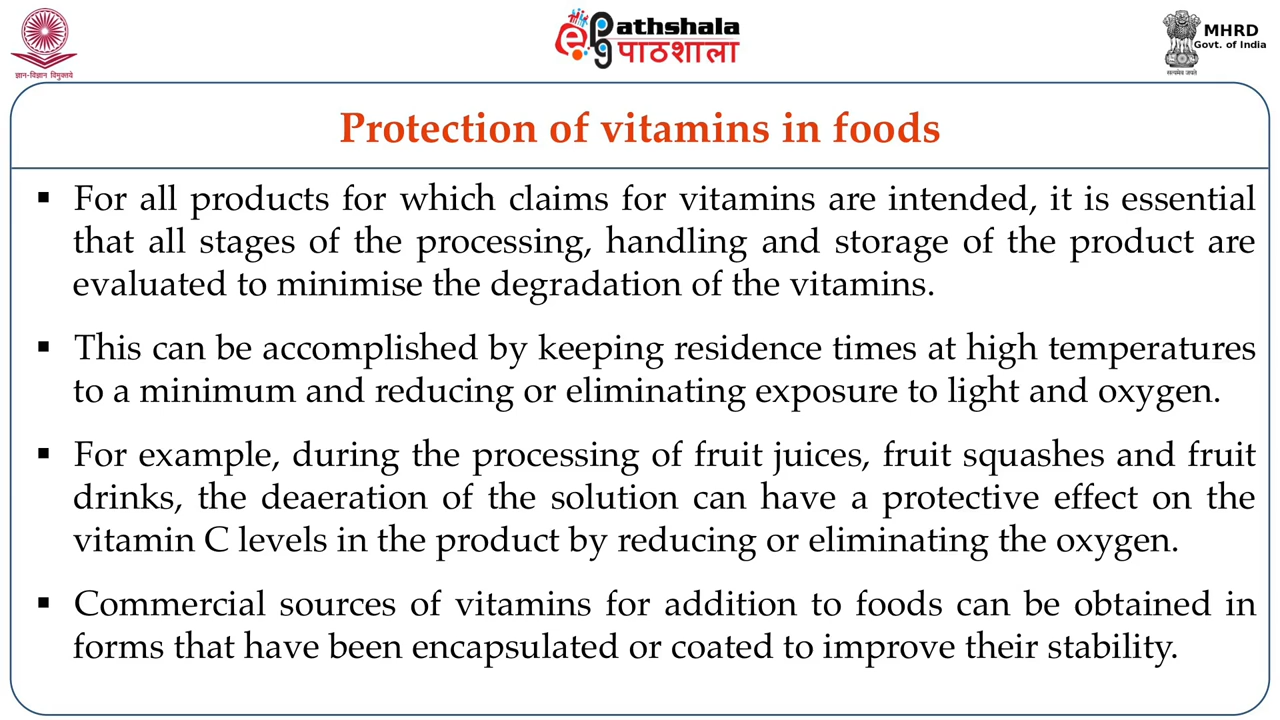 ज्ञान-विज्ञान विमुक्तये
ePg Pathshala
पाठशाला
MHRD
Govt. of India
सत्यमेव जयते
Protection of vitamins in foods
▪ For all products for which claims for vitamins are intended, it is essential
that all stages of the processing, handling and storage of the product are
evaluated to minimise the degradation of the vitamins.
▪ This can be accomplished by keeping residence times at high temperatures
to a minimum and reducing or eliminating exposure to light and oxygen.
▪ For example, during the processing of fruit juices, fruit squashes and fruit
drinks, the deaeration of the solution can have a protective effect on the
vitamin C levels in the product by reducing or eliminating the oxygen.
▪ Commercial sources of vitamins for addition to foods can be obtained in
forms that have been encapsulated or coated to improve their stability.